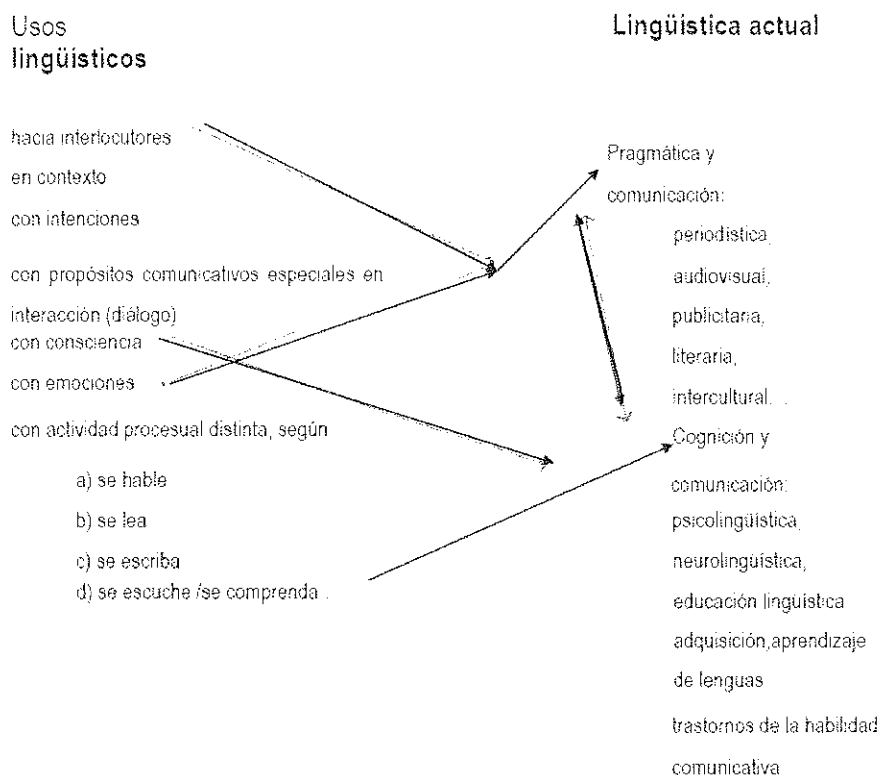 Usos
lingüísticos
hacia interlocutores
en contexto
con intenciones
con propósitos comunicativos especiales en
interacción (diálogo)
con consciencia
con emociones
con actividad procesual distinta, según
a) se hable
b) se lea
c) se escriba
d) se escuche /se comprenda .
Lingüística actual
Pragmática y
comunicación:
periodística,
audiovisual,
publicitaria,
literaria,
intercultural. .
Cognición y
comunicación:
psicolingüística,
neurolingüística,
educación lingüística
adquisición,aprendizaje
de lenguas
trastornos de la habilidad
comunicativa